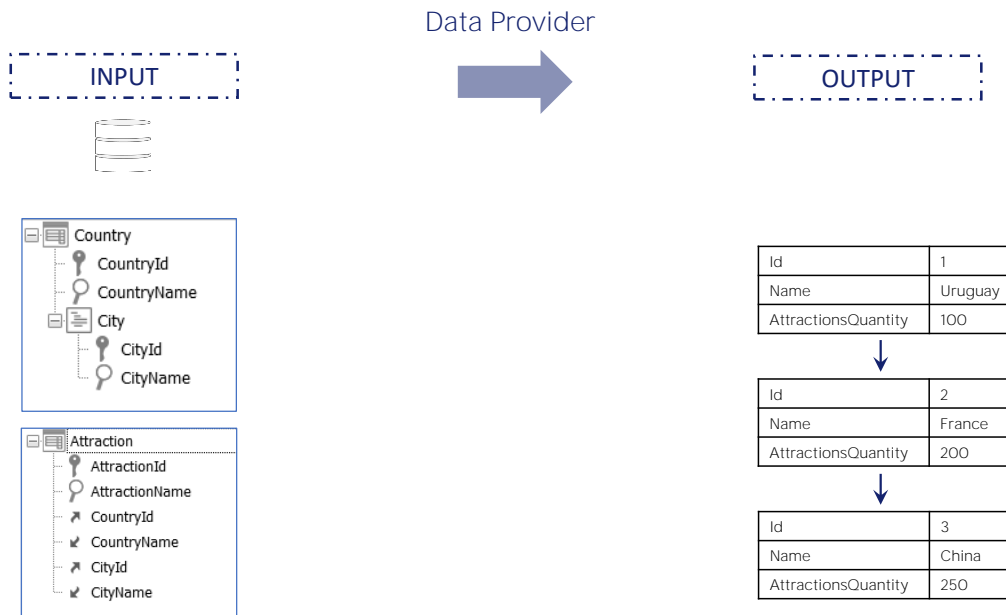 Data Provider
INPUT
OUTPUT
Country
CountryId
CountryName
City
CityId
CityName
Attraction
AttractionId
AttractionName
CountryId
CountryName
CityId
CityName
Id 1
Name Uruguay
AttractionsQuantity 100
Id 2
Name France
AttractionsQuantity 200
Id 3
Name China
AttractionsQuantity 250